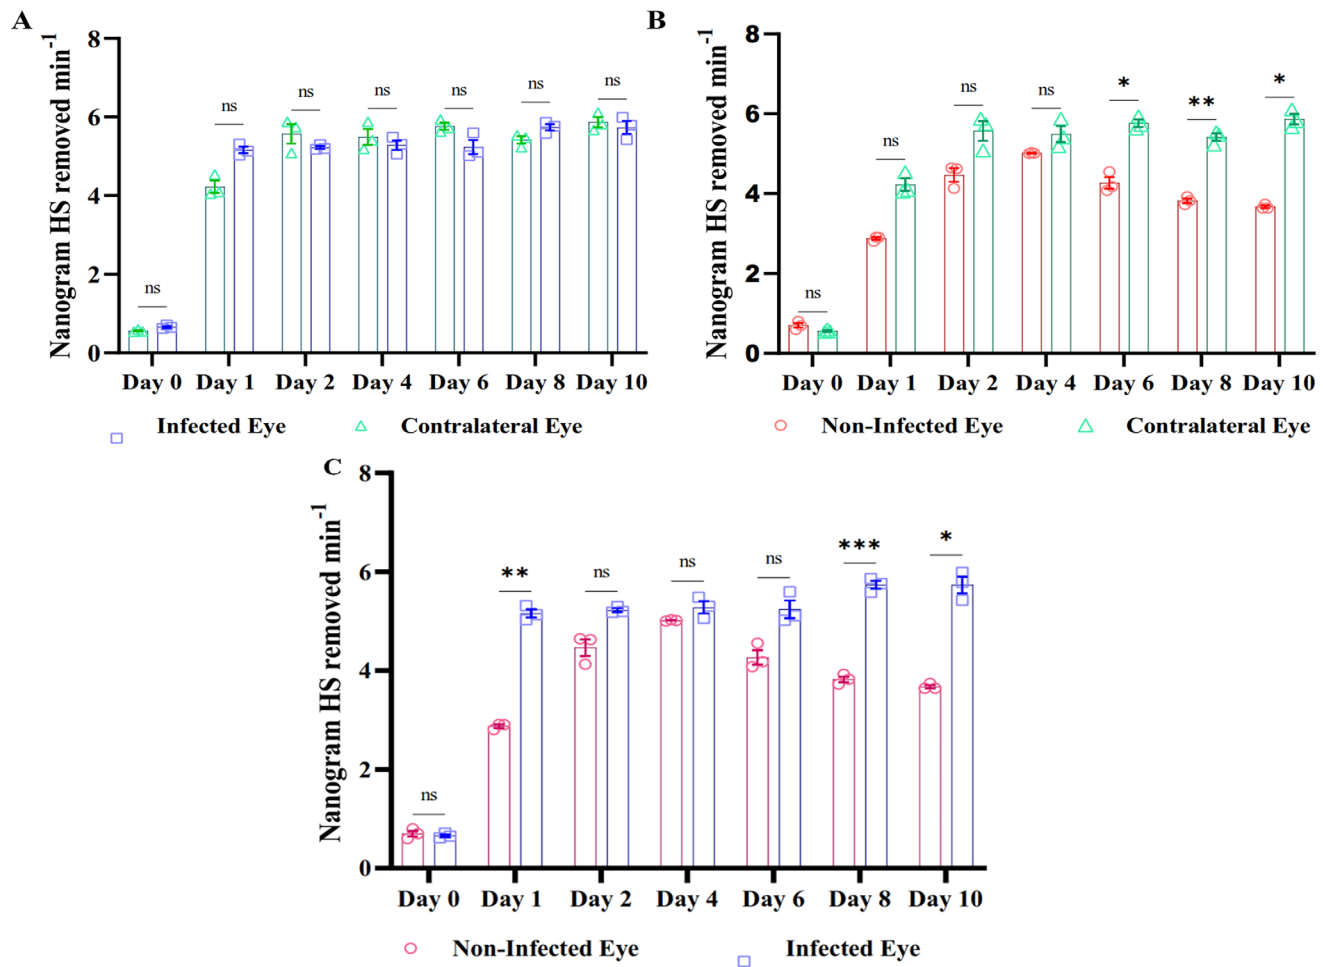 A
Nanogram HS removed min-1
8
6
4
2
0
ns
ns
ns
ns
ns
ns
ns
Day 0
Day 1
Day 2
Day 4
Day 6
Day 8
Day 10
Infected Eye
Contralateral Eye
B
Nanogram HS removed min-1
8
6
4
2
0
ns
ns
ns
ns
*
**
*
Day 0
Day 1
Day 2
Day 4
Day 6
Day 8
Day 10
Non-Infected Eye
Contralateral Eye
C
Nanogram HS removed min-1
8
6
4
2
0
ns
**
ns
ns
ns
***
*
Day 0
Day 1
Day 2
Day 4
Day 6
Day 8
Day 10
Non-Infected Eye
Infected Eye